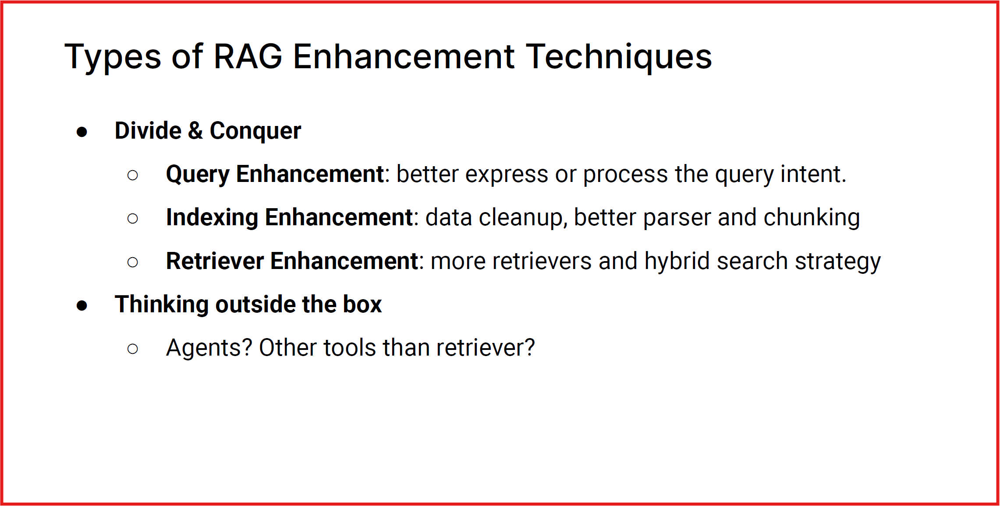 Types of RAG Enhancement Techniques
● Divide & Conquer
○ Query Enhancement: better express or process the query intent.
○ Indexing Enhancement: data cleanup, better parser and chunking
○ Retriever Enhancement: more retrievers and hybrid search strategy
● Thinking outside the box
○ Agents? Other tools than retriever?